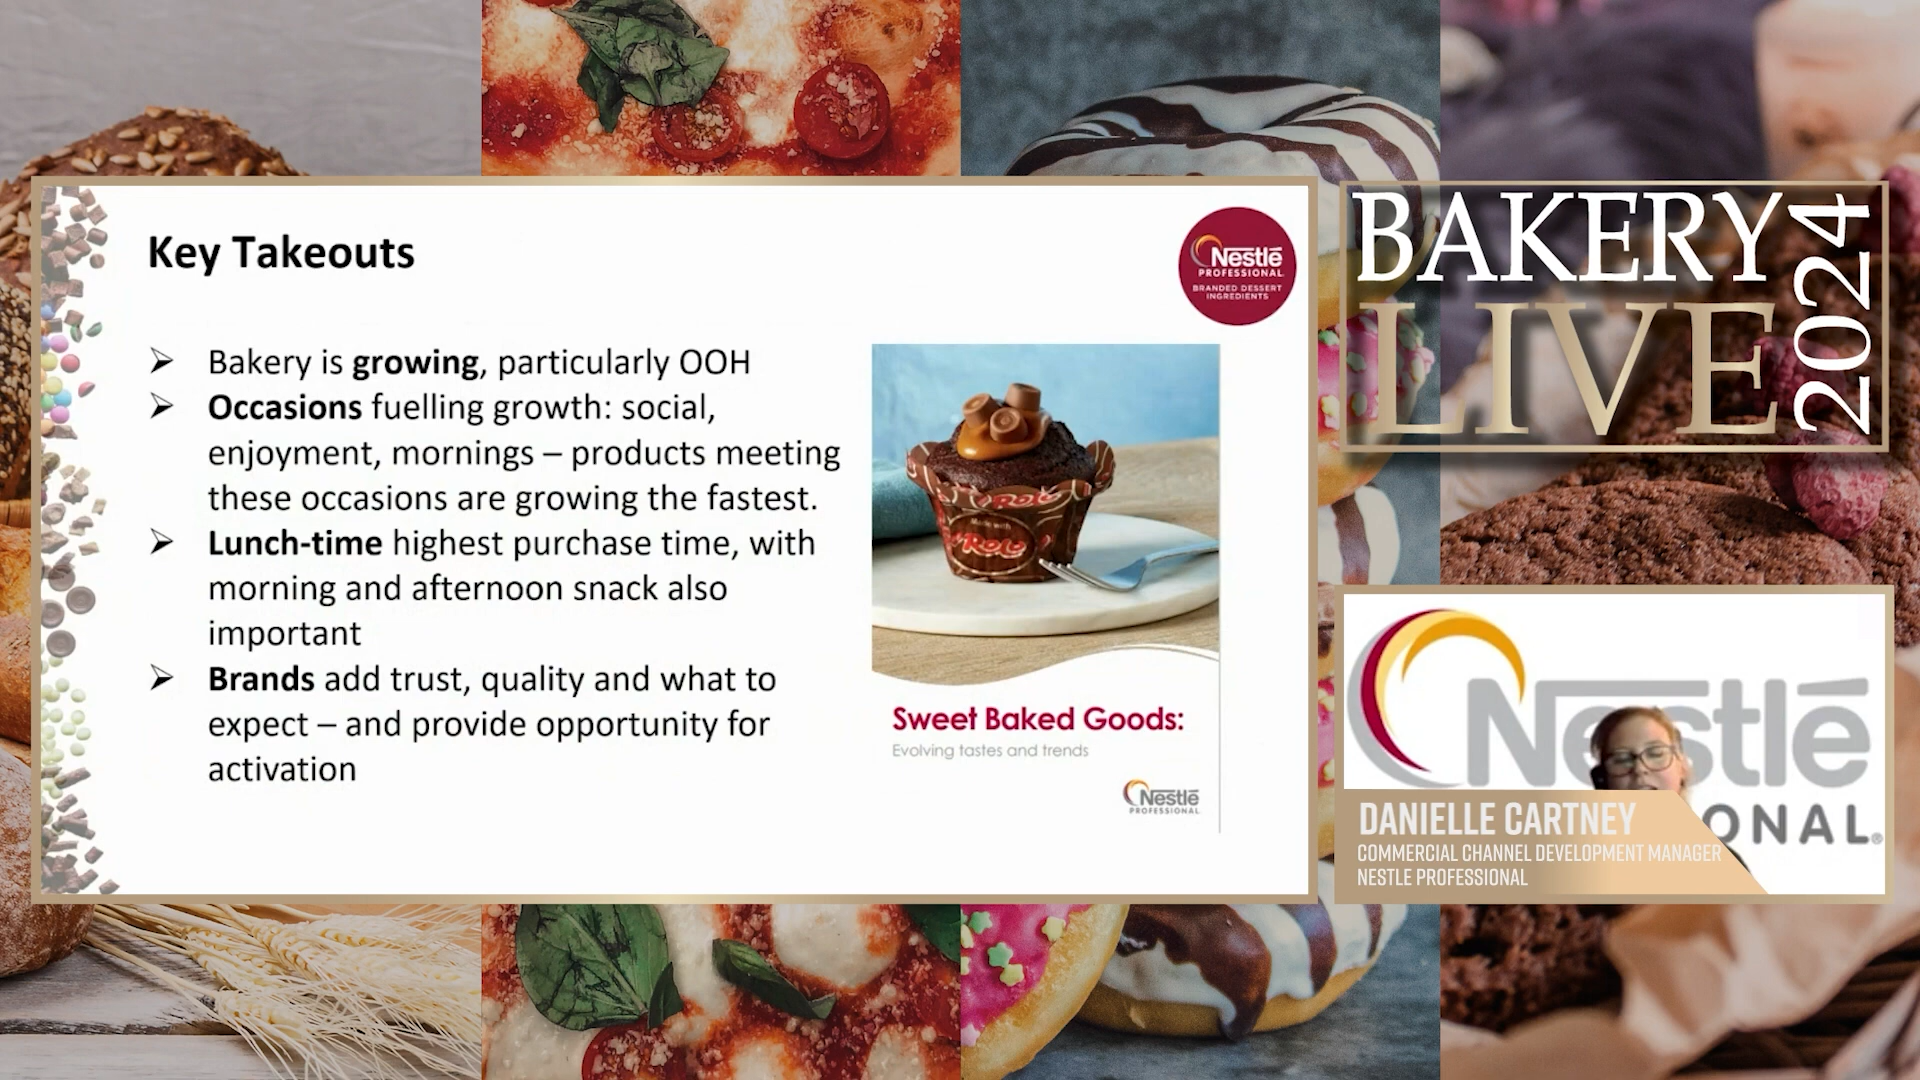 Key Takeouts
Nestlé
PROFESSIONAL.
BRANDED DESSERT
INGREDIENTS
➢ Bakery is growing, particularly OOH
➢ Occasions fuelling growth: social,
enjoyment, mornings – products meeting
these occasions are growing the fastest.
➢ Lunch-time highest purchase time, with
morning and afternoon snack also
important
➢ Brands add trust, quality and what to
expect – and provide opportunity for
activation
ROLO
Made with
ROLO
Sweet Baked Goods:
Evolving tastes and trends
Nestlé
PROFESSIONAL
BAKERY
LIVE
2024
Nestlé
ONAL®
DANIELLE CARTNEY
COMMERCIAL CHANNEL DEVELOPMENT MANAGER
NESTLE PROFESSIONAL